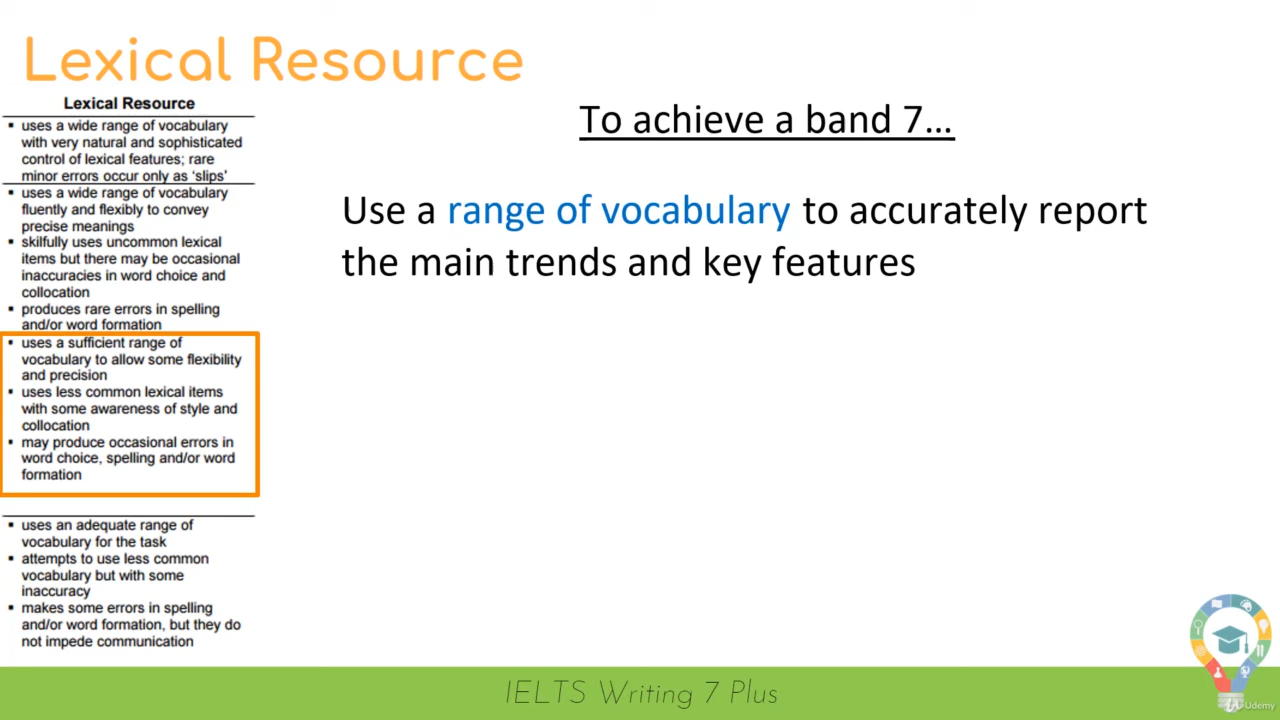 Lexical Resource
Lexical Resource
▪ uses a wide range of vocabulary
with very natural and sophisticated
control of lexical features; rare
minor errors occur only as ‘slips’
▪ uses a wide range of vocabulary
fluently and flexibly to convey
precise meanings
▪ skilfully uses uncommon lexical
items but there may be occasional
inaccuracies in word choice and
collocation
▪ produces rare errors in spelling
and/or word formation
▪ uses a sufficient range of
vocabulary to allow some flexibility
and precision
▪ uses less common lexical items
with some awareness of style and
collocation
▪ may produce occasional errors in
word choice, spelling and/or word
formation
▪ uses an adequate range of
vocabulary for the task
▪ attempts to use less common
vocabulary but with some
inaccuracy
▪ makes some errors in spelling
and/or word formation, but they do
not impede communication
To achieve a band 7...
Use a range of vocabulary to accurately report
the main trends and key features
IELTS Writing 7 Plus
Udemy